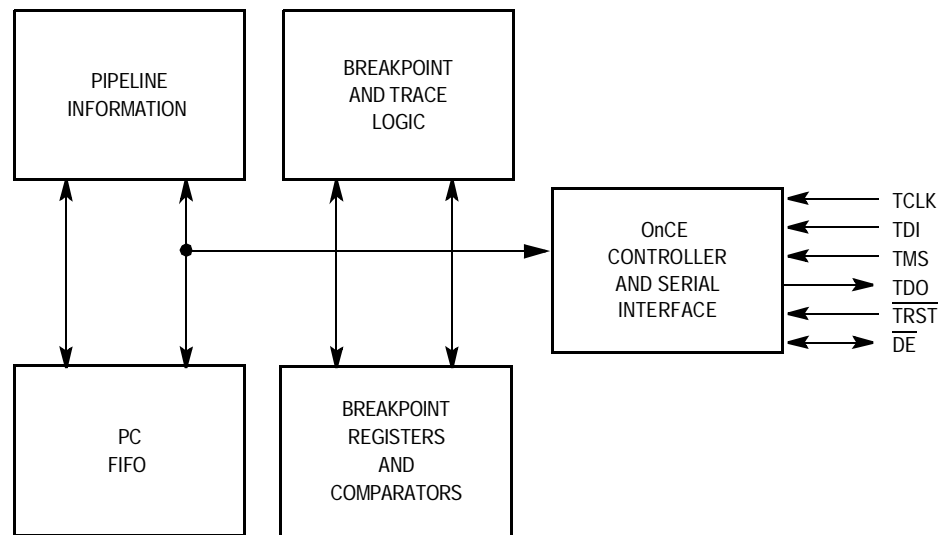 PIPELINE
INFORMATION
BREAKPOINT
AND TRACE
LOGIC
OnCE
CONTROLLER
AND SERIAL
INTERFACE
TCLK
TDI
TMS
TDO
TRST
DE
PC
FIFO
BREAKPOINT
REGISTERS
AND
COMPARATORS